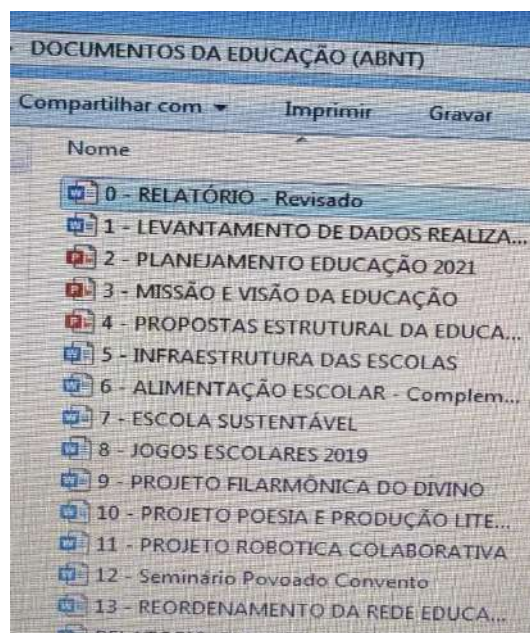 DOCUMENTOS DA EDUCAÇÃO (ABNT)
Compartilhar com Imprimir Gravar
Nome
0 - RELATÓRIO - Revisado
1 - LEVANTAMENTO DE DADOS REALIZA...
2 - PLANEJAMENTO EDUCAÇÃO 2021
3 - MISSÃO E VISÃO DA EDUCAÇÃO
4 - PROPOSTAS ESTRUTURAL DA EDUCA...
5 - INFRAESTRUTURA DAS ESCOLAS
6 - ALIMENTAÇÃO ESCOLAR - Complem...
7 - ESCOLA SUSTENTÁVEL
8 - JOGOS ESCOLARES 2019
9 - PROJETO FILARMÔNICA DO DIVINO
10 - PROJETO POESIA E PRODUÇÃO LITE...
11 - PROJETO ROBOTICA COLABORATIVA
12 - Seminário Povoado Convento
13 - REORDENAMENTO DA REDE EDUCA...